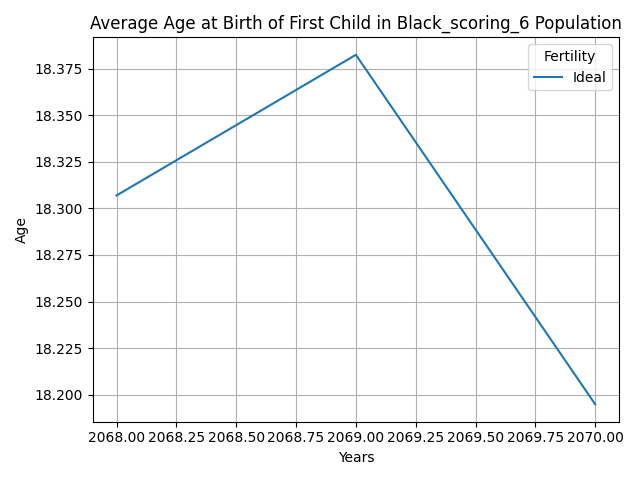 Average Age at Birth of First Child in Black_scoring_6 Population
Fertility
Ideal
18.375
18.350
18.325
18.300
18.275
18.250
18.225
18.200
Age
2068.00 2068.25 2068.50 2068.75 2069.00 2069.25 2069.50 2069.75 2070.00
Years